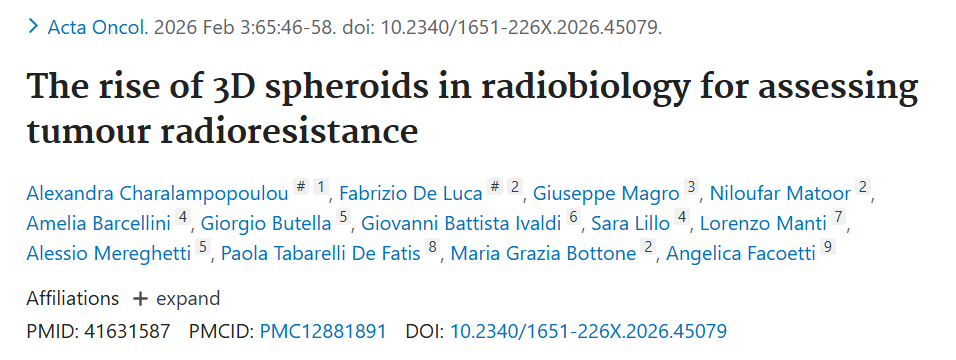 Acta Oncol. 2026 Feb 3:65:46-58. doi: 10.2340/1651-226X.2026.45079.
The rise of 3D spheroids in radiobiology for assessing
tumour radioresistance
Alexandra Charalampopoulou # 1, Fabrizio De Luca # 2, Giuseppe Magro 3, Niloufar Matoor 2,
Amelia Barcellini 4, Giorgio Butella 5, Giovanni Battista Ivaldi 6, Sara Lillo 4, Lorenzo Manti 7,
Alessio Mereghetti 5, Paola Tabarelli De Fatis 8, Maria Grazia Bottone 2, Angelica Facoetti 9
Affiliations + expand
PMID: 41631587 PMCID: PMC12881891 DOI: 10.2340/1651-226X.2026.45079